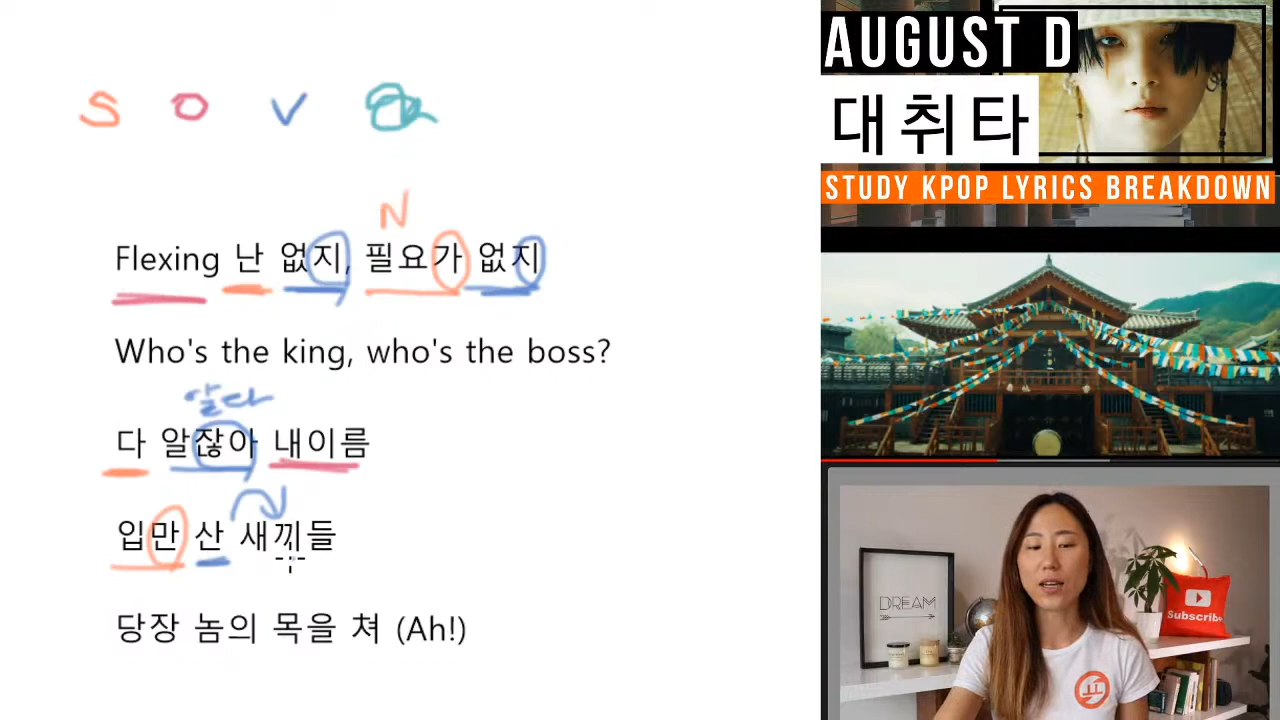 S O V
N
Flexing 난 없지, 필요가 없지
Who's the king, who's the boss?
알다
다 알잖아 내이름
입만 산 새끼들
당장 놈의 목을 쳐 (Ah!)
AUGUST D
대취타
STUDY KPOP LYRICS BREAKDOWN
DREAM
Subscribe